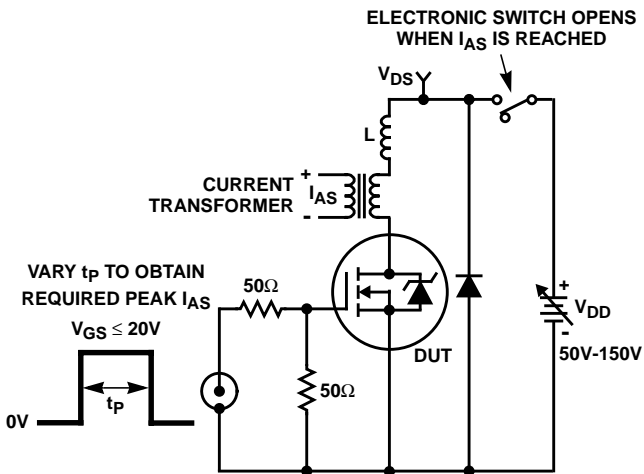 ELECTRONIC SWITCH OPENS
WHEN IAS IS REACHED
VDS
L
+
CURRENT
TRANSFORMER
IAS
-
VARY tP TO OBTAIN
REQUIRED PEAK IAS
50Ω
VGS ≤ 20V
DUT
+
VDD
-
50V-150V
50Ω
tP
0V